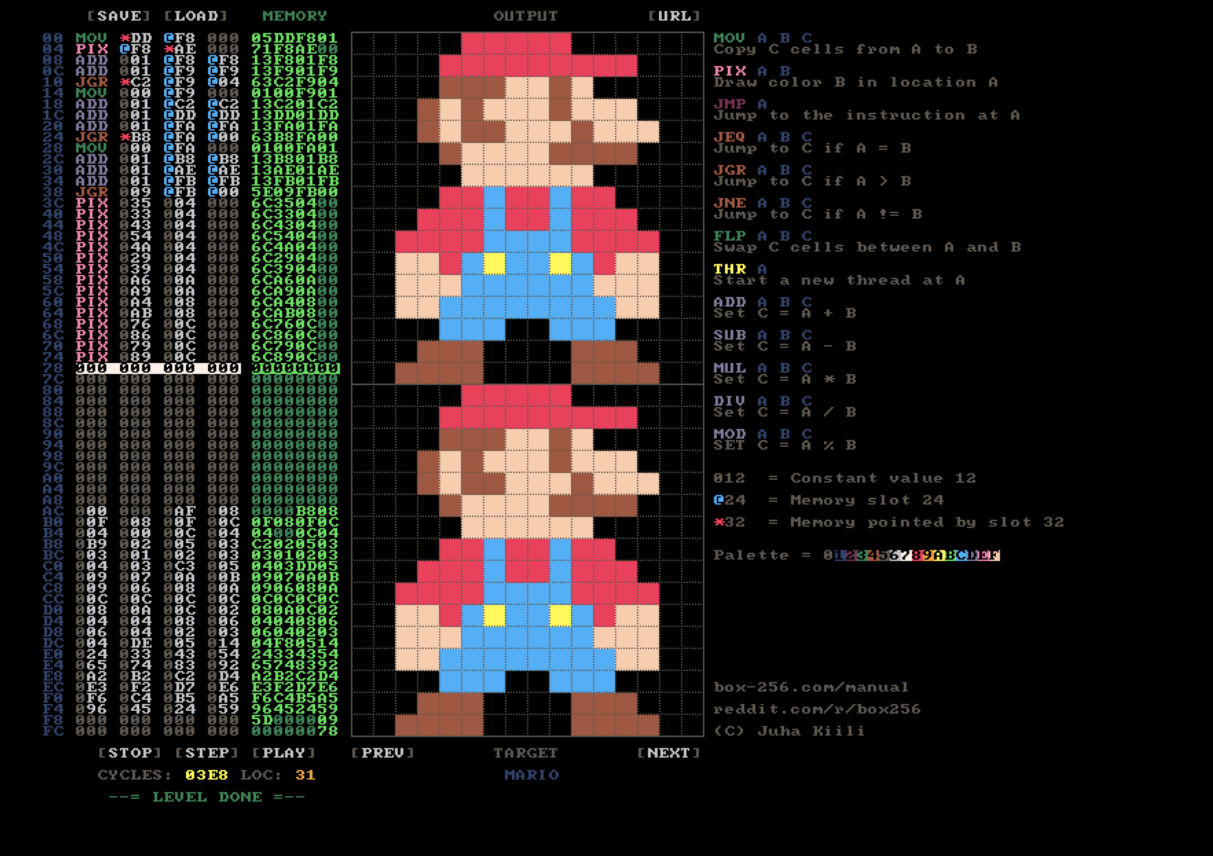 [SAVE] [LOAD] MEMORY
00 MOV *DD @F8 000 05DDF801
04 PIX @F8 *AE 000 71F8AE00
08 ADD 001 @F8 @F8 13F801F8
0C ADD 001 @F9 @F9 13F901F9
10 JGR *C2 @F9 @04 63C2F904
14 MOV 000 @F9 000 0100F901
18 ADD 001 @C2 @C2 13C201C2
1C ADD 001 @DD @DD 13DD01DD
20 ADD 001 @FA @FA 13FA01FA
24 JGR *B8 @FA @00 63B8FA00
28 MOV 000 @FA 000 0100FA01
2C ADD 001 @B8 @B8 13B801B8
30 ADD 001 @AE @AE 13AE01AE
34 ADD 001 @FB @FB 13FB01FB
38 JGR 009 @FB @00 5E09FB00
3C PIX 035 004 000 6C350400
40 PIX 033 004 000 6C330400
44 PIX 043 004 000 6C430400
48 PIX 054 004 000 6C540400
4C PIX 04A 004 000 6C4A0400
50 PIX 029 004 000 6C290400
54 PIX 039 004 000 6C390400
58 PIX 0A6 00A 000 6CA60A00
5C PIX 0A9 00A 000 6CA90A00
60 PIX 0A4 008 000 6CA40800
64 PIX 0AB 008 000 6CAB0800
68 PIX 076 00C 000 6C760C00
6C PIX 086 00C 000 6C860C00
70 PIX 079 00C 000 6C790C00
74 PIX 089 00C 000 6C890C00
78 000 000 000 000 00000000
7C 000 000 000 000 00000000
80 000 000 000 000 00000000
84 000 000 000 000 00000000
88 000 000 000 000 00000000
8C 000 000 000 000 00000000
90 000 000 000 000 00000000
94 000 000 000 000 00000000
98 000 000 000 000 00000000
9C 000 000 000 000 00000000
A0 000 000 000 000 00000000
A4 000 000 000 000 00000000
A8 000 000 000 000 00000000
AC 000 000 0AF 008 0000B808
B0 00F 008 00F 00C 0F080F0C
B4 004 000 00C 004 04000C04
B8 0B9 002 005 003 C2020503
BC 003 001 002 003 03010203
C0 004 003 0C3 005 0403DD05
C4 009 007 00A 00B 09070A0B
C8 009 006 008 00A 0906080A
CC 00C 00C 00C 00C 0C0C0C0C
D0 008 00A 00C 002 080A0C02
D4 004 004 008 006 04040806
D8 006 004 002 003 06040203
DC 004 0DE 005 014 04F80514
E0 024 033 043 054 24334354
E4 065 074 083 092 65748392
E8 0A2 0B2 0C2 0D4 A2B2C2D4
EC 0E3 0F2 0D7 0E6 E3F2D7E6
F0 0F6 0C4 0B5 0A5 F6C4B5A5
F4 096 045 024 059 96452459
F8 000 000 000 000 5D000009
FC 000 000 000 000 00000078
[STOP] [STEP] [PLAY]
CYCLES: 03E8 LOC: 31
--= LEVEL DONE =--
OUTPUT [URL]
[PREV] TARGET [NEXT]
MARIO
MOV A B C
Copy C cells from A to B
PIX A B
Draw color B in location A
JMP A
Jump to the instruction at A
JEQ A B C
Jump to C if A = B
JGR A B C
Jump to C if A > B
JNE A B C
Jump to C if A != B
FLP A B C
Swap C cells between A and B
THR A
Start a new thread at A
ADD A B C
Set C = A + B
SUB A B C
Set C = A - B
MUL A B C
Set C = A * B
DIV A B C
Set C = A / B
MOD A B C
SET C = A % B
012 = Constant value 12
@24 = Memory slot 24
*32 = Memory pointed by slot 32
Palette = 0123456789ABCDEF
box-256.com/manual
reddit.com/r/box256
(C) Juha Kiili